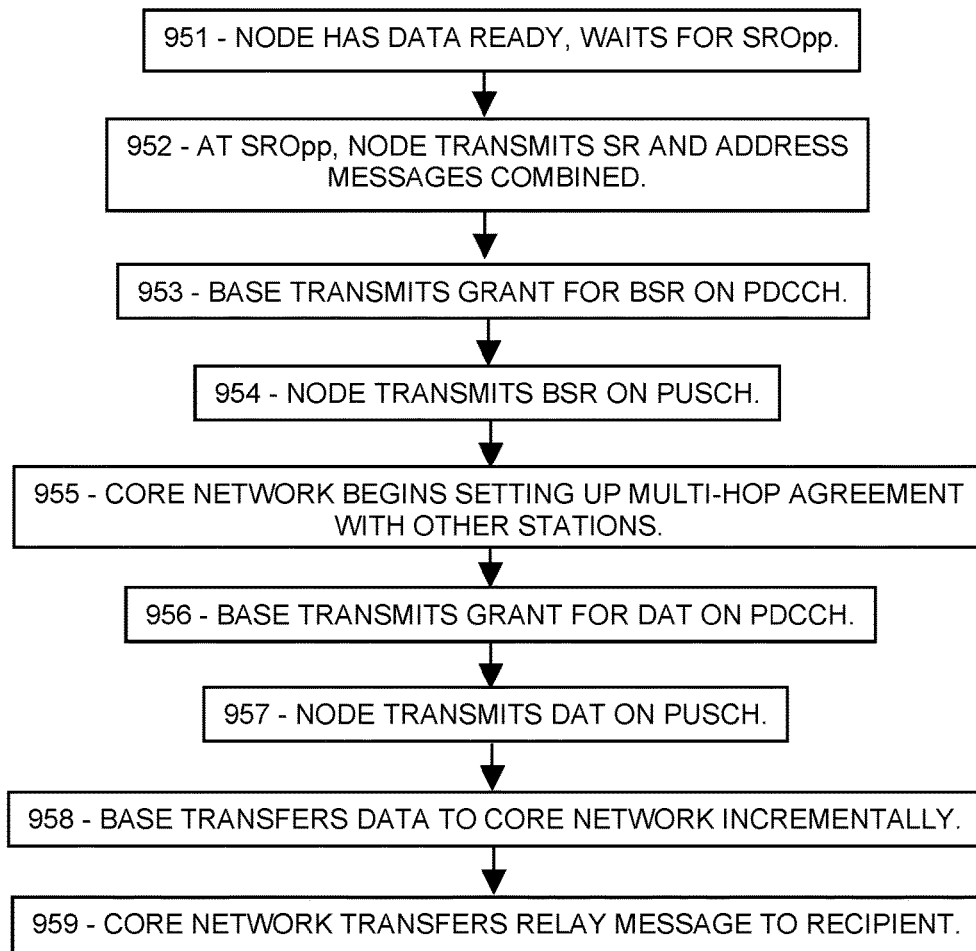 951 - NODE HAS DATA READY, WAITS FOR SROpp.
952 - AT SROpp, NODE TRANSMITS SR AND ADDRESS
MESSAGES COMBINED.
953 - BASE TRANSMITS GRANT FOR BSR ON PDCCH.
954 - NODE TRANSMITS BSR ON PUSCH.
955 - CORE NETWORK BEGINS SETTING UP MULTI-HOP AGREEMENT
WITH OTHER STATIONS.
956 - BASE TRANSMITS GRANT FOR DAT ON PDCCH.
957 - NODE TRANSMITS DAT ON PUSCH.
958 - BASE TRANSFERS DATA TO CORE NETWORK INCREMENTALLY.
959 - CORE NETWORK TRANSFERS RELAY MESSAGE TO RECIPIENT.